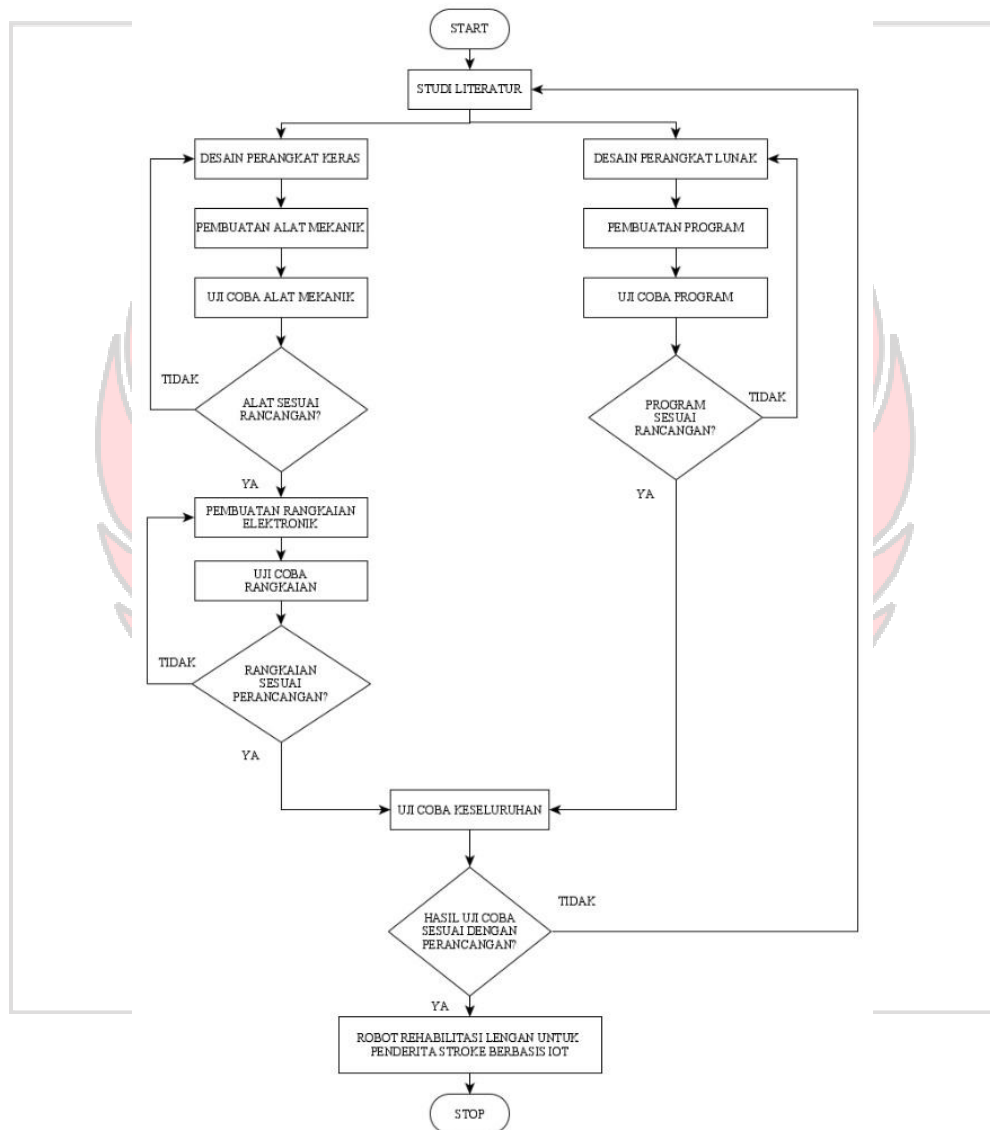 START
STUDI LITERATUR
DESAIN PERANGKAT KERAS
PEMBUATAN ALAT MEKANIK
UJI COBA ALAT MEKANIK
TIDAK
ALAT SESUAI
RANCANGAN?
YA
PEMBUATAN RANGKAIAN
ELEKTRONIK
UJI COBA
RANGKAIAN
TIDAK
RANGKAIAN
SESUAI
PERANCANGAN?
YA
DESAIN PERANGKAT LUNAK
PEMBUATAN PROGRAM
UJI COBA PROGRAM
TIDAK
PROGRAM
SESUAI
RANCANGAN?
YA
UJI COBA KESELURUHAN
TIDAK
HASIL UJI COBA
SESUAI DENGAN
PERANCANGAN?
YA
ROBOT REHABILITASI LENGAN UNTUK
PENDERITA STROKE BERBASIS IOT
STOP